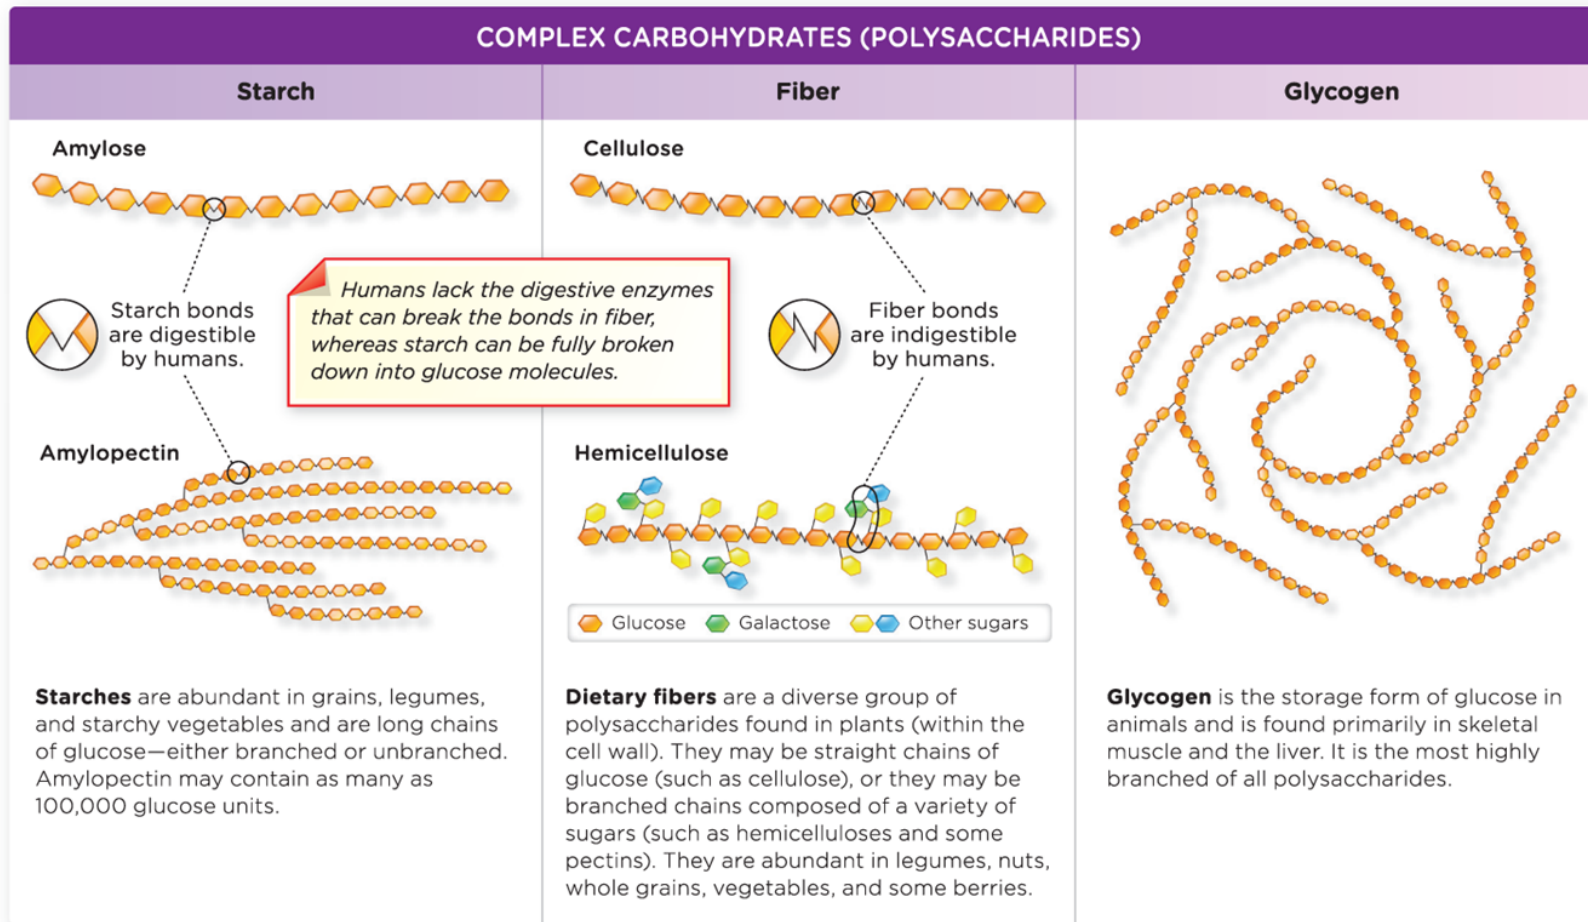 COMPLEX CARBOHYDRATES (POLYSACCHARIDES)
Starch
Fiber
Glycogen
Amylose
Cellulose
Starch bonds
are digestible
by humans.
Humans lack the digestive enzymes
that can break the bonds in fiber,
whereas starch can be fully broken
down into glucose molecules.
Fiber bonds
are indigestible
by humans.
Amylopectin
Hemicellulose
Glucose
Galactose
Other sugars
Starches are abundant in grains, legumes,
and starchy vegetables and are long chains
of glucose—either branched or unbranched.
Amylopectin may contain as many as
100,000 glucose units.
Dietary fibers are a diverse group of
polysaccharides found in plants (within the
cell wall). They may be straight chains of
glucose (such as cellulose), or they may be
branched chains composed of a variety of
sugars (such as hemicelluloses and some
pectins). They are abundant in legumes, nuts,
whole grains, vegetables, and some berries.
Glycogen is the storage form of glucose in
animals and is found primarily in skeletal
muscle and the liver. It is the most highly
branched of all polysaccharides.